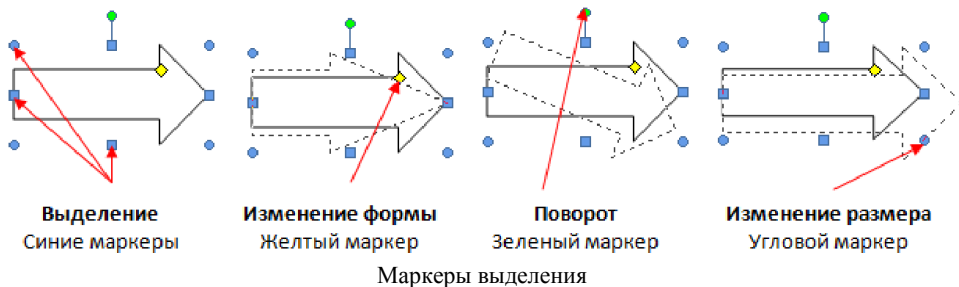 Выделение
Синие маркеры
Изменение формы
Желтый маркер
Поворот
Зеленый маркер
Изменение размера
Угловой маркер
Маркеры выделения